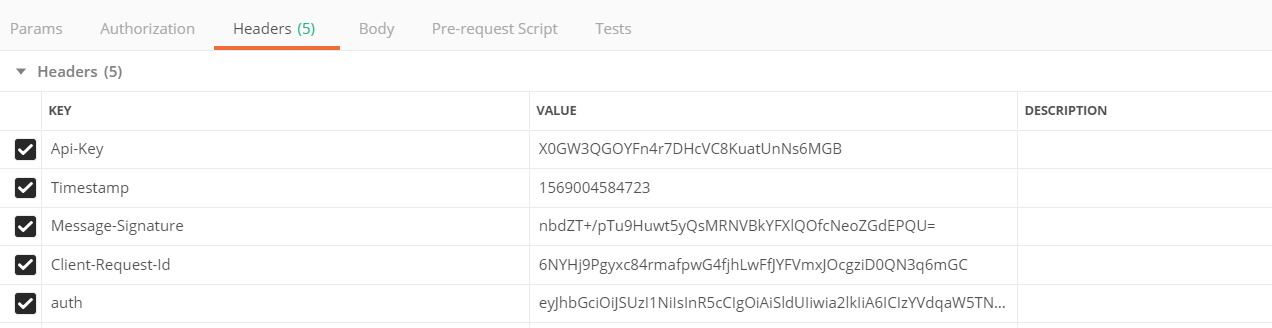 Params Authorization Headers (5) Body Pre-request Script Tests
Headers (5)
KEY VALUE DESCRIPTION
Api-Key X0GW3QGOYFn4r7DHcVC8KuatUnNs6MGB
Timestamp 1569004584723
Message-Signature nbdZT+/pTu9Huwt5yQsMRNVBkYFXlQOfcNeoZGdEPQU=
Client-Request-Id 6NYHj9Pgyxc84rmafpwG4fjhLwFfJYFVmxJOcgziD0QN3q6mGC
auth eyJhbGciOiJSUzI1NiIsInR5cCIgOiAiSldUIiwia2lkIiA6ICIzYVdqaW5TN...